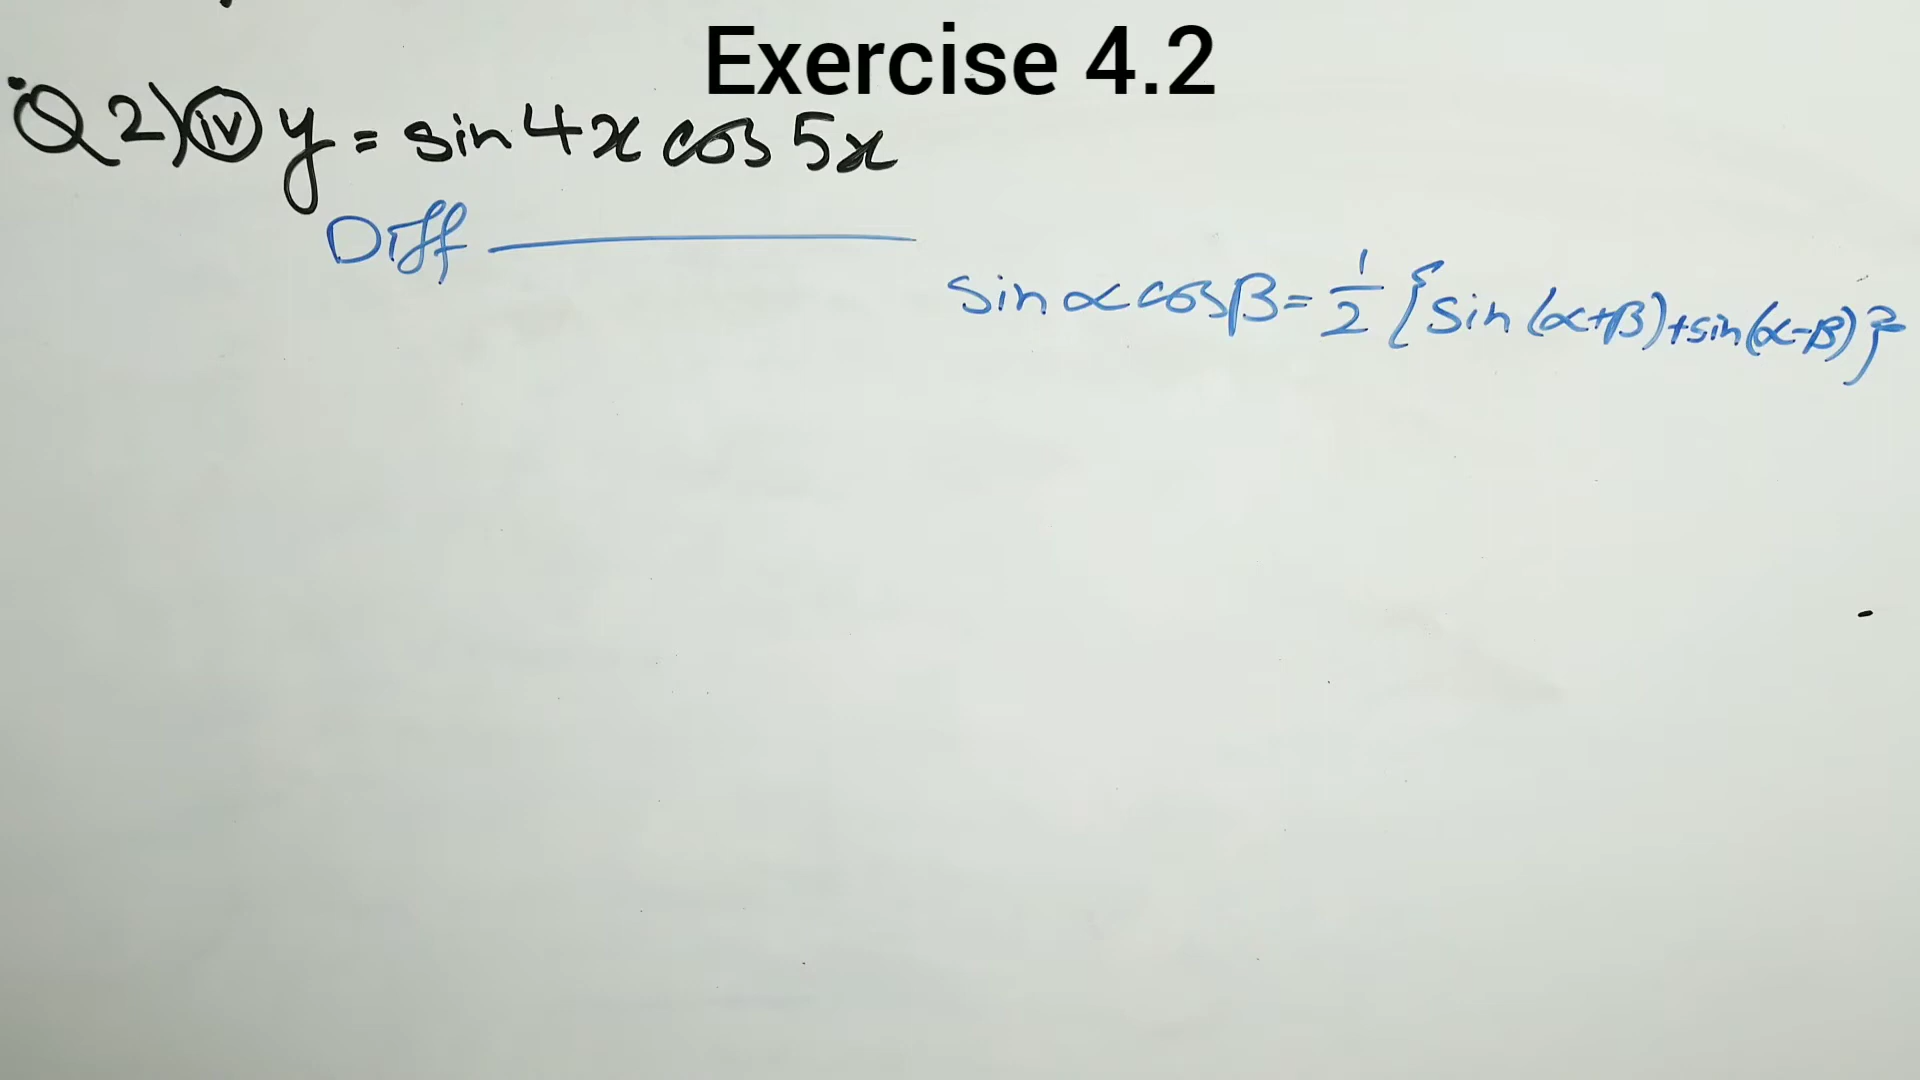 Exercise 4.2
Q2) iv y = sin 4x cos 5x
Diff
sin α cos β = 1/2 {sin (α+β) + sin (α-β)}